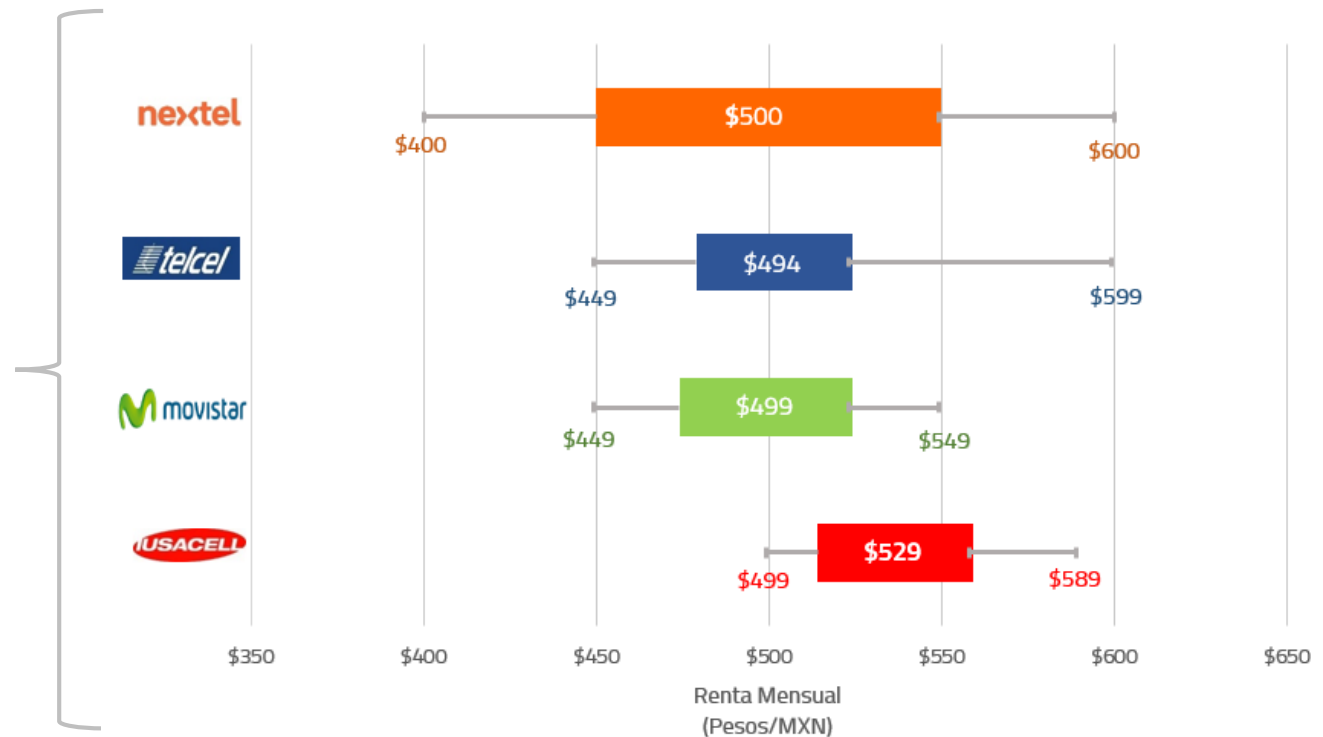 nextel
$500
$400
$600
telcel
$494
$449
$599
movistar
$499
$449
$549
IUSACELL
$529
$499
$589
$350 $400 $450 $500 $550 $600 $650
Renta Mensual
(Pesos/MXN)